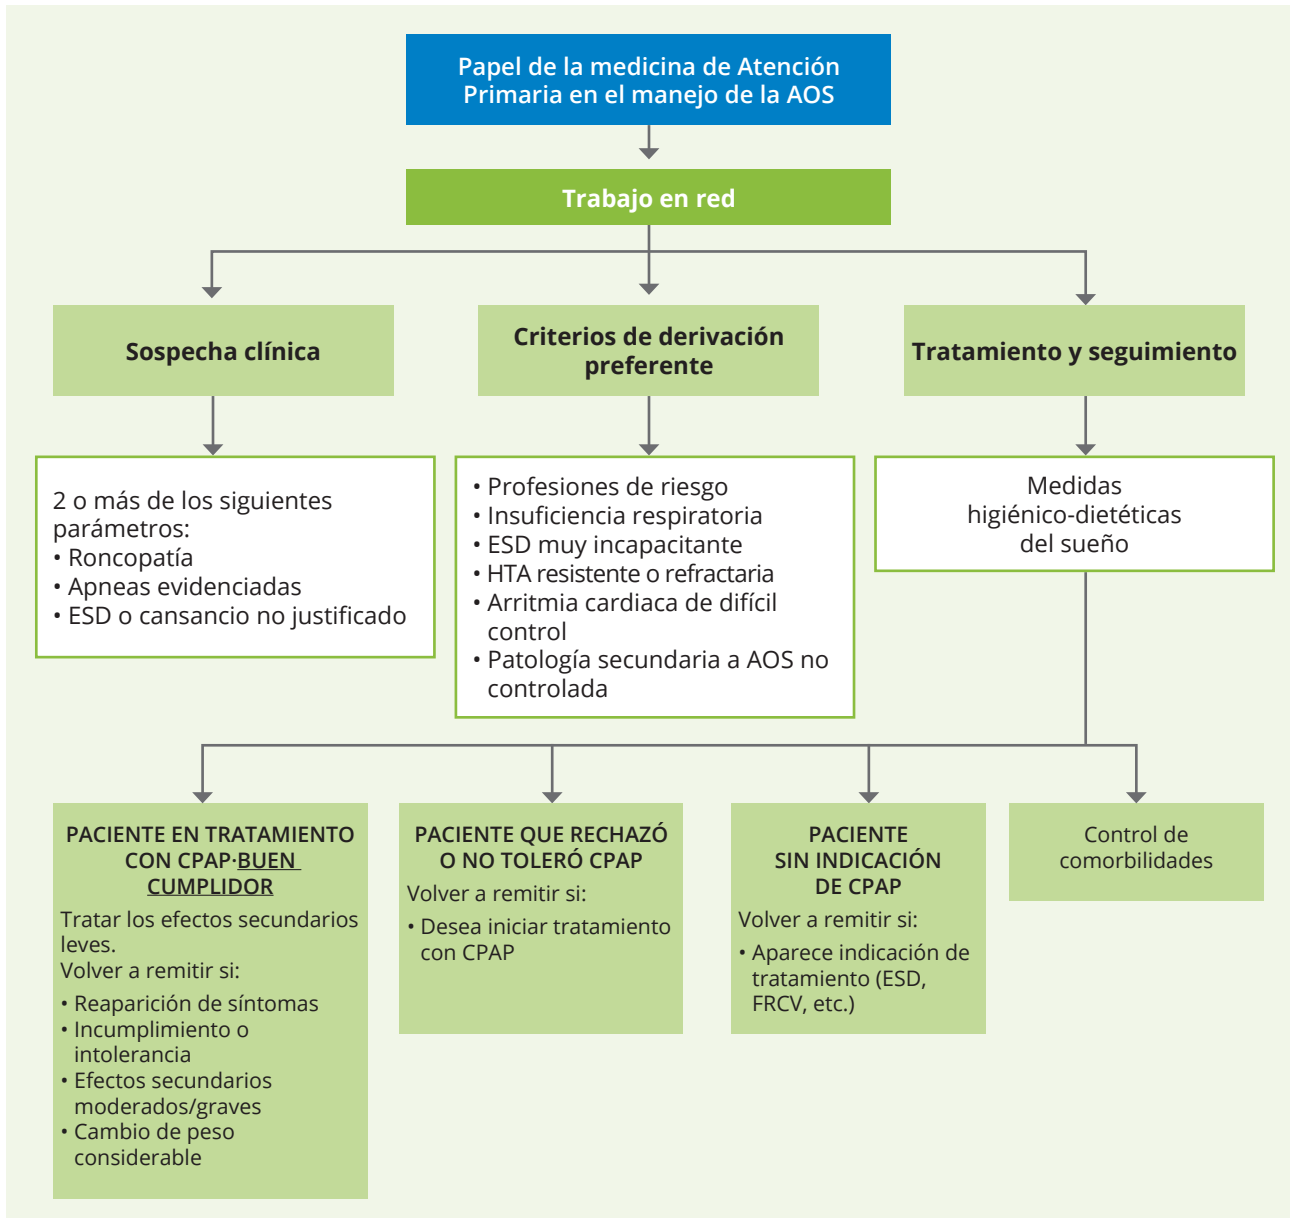 Papel de la medicina de Atención
Primaria en el manejo de la AOS
Trabajo en red
Sospecha clínica
2 o más de los siguientes
parámetros:
• Roncopatía
• Apneas evidenciadas
• ESD o cansancio no justificado
Criterios de derivación
preferente
• Profesiones de riesgo
• Insuficiencia respiratoria
• ESD muy incapacitante
• HTA resistente o refractaria
• Arritmia cardiaca de difícil
control
• Patología secundaria a AOS no
controlada
Tratamiento y seguimiento
Medidas
higiénico-dietéticas
del sueño
PACIENTE EN TRATAMIENTO
CON CPAP·BUEN
CUMPLIDOR
Tratar los efectos secundarios
leves.
Volver a remitir si:
• Reaparición de síntomas
• Incumplimiento o
intolerancia
• Efectos secundarios
moderados/graves
• Cambio de peso
considerable
PACIENTE QUE RECHAZÓ
O NO TOLERÓ CPAP
Volver a remitir si:
• Desea iniciar tratamiento
con CPAP
PACIENTE
SIN INDICACIÓN
DE CPAP
Volver a remitir si:
• Aparece indicación de
tratamiento (ESD,
FRCV, etc.)
Control de
comorbilidades